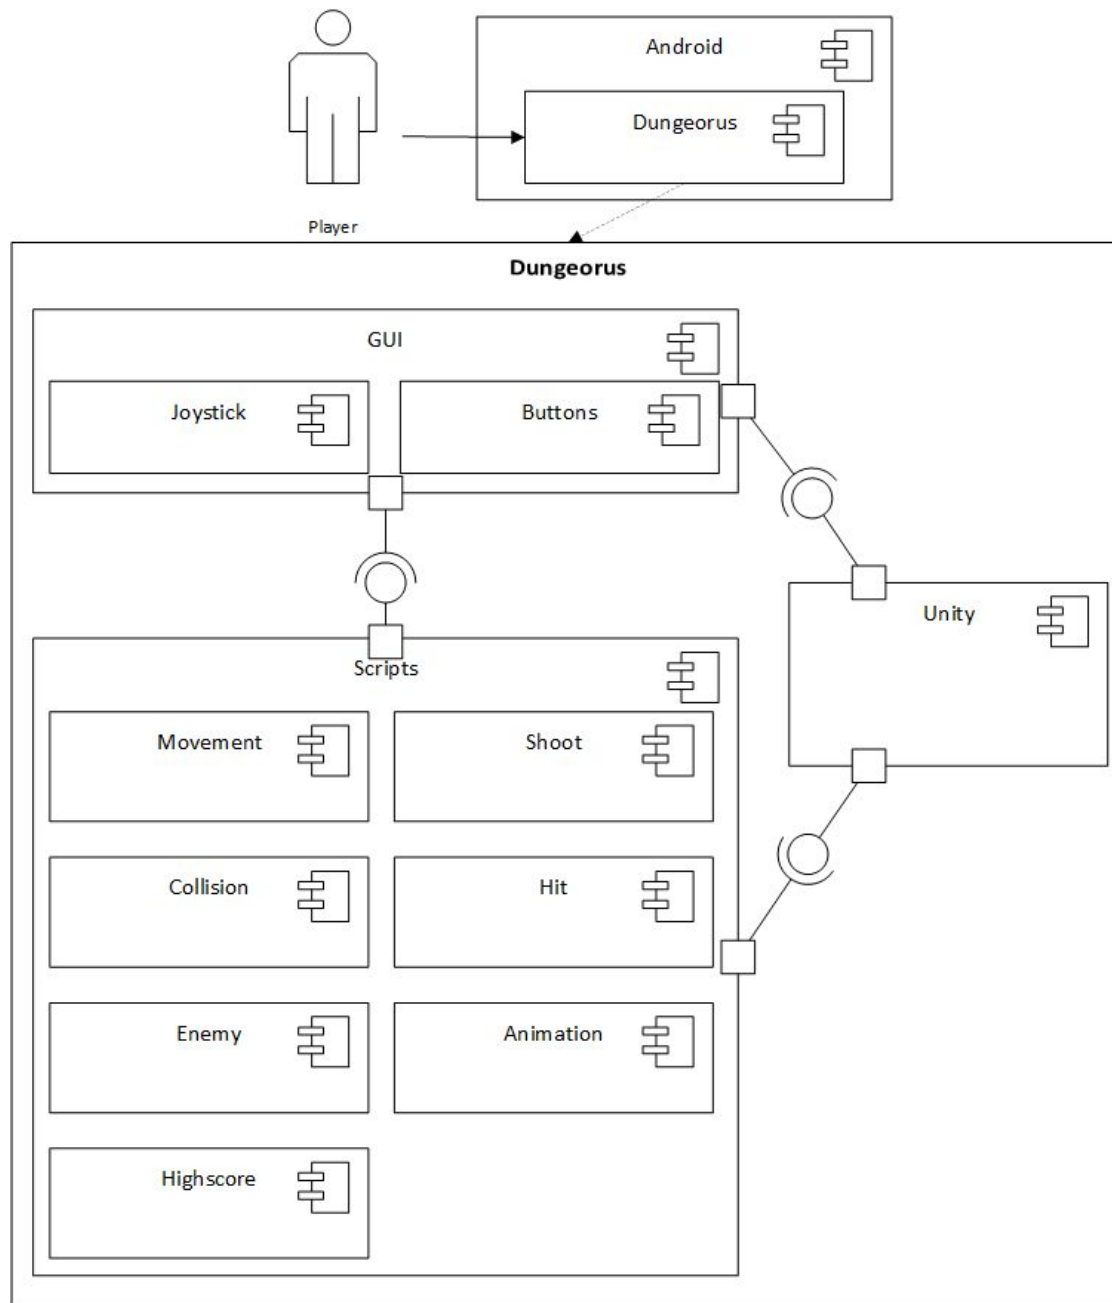 Android
Dungeorus
Player
Dungeorus
GUI
Joystick
Buttons
Unity
Scripts
Movement
Shoot
Collision
Hit
Enemy
Animation
Highscore